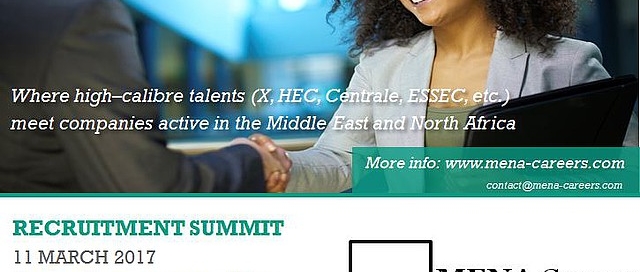 Where high–calibre talents (X, HEC, Centrale, ESSEC, etc.)
meet companies active in the Middle East and North Africa
More info: www.mena-careers.com
contact@mena-careers.com
RECRUITMENT SUMMIT
11 MARCH 2017
MENA